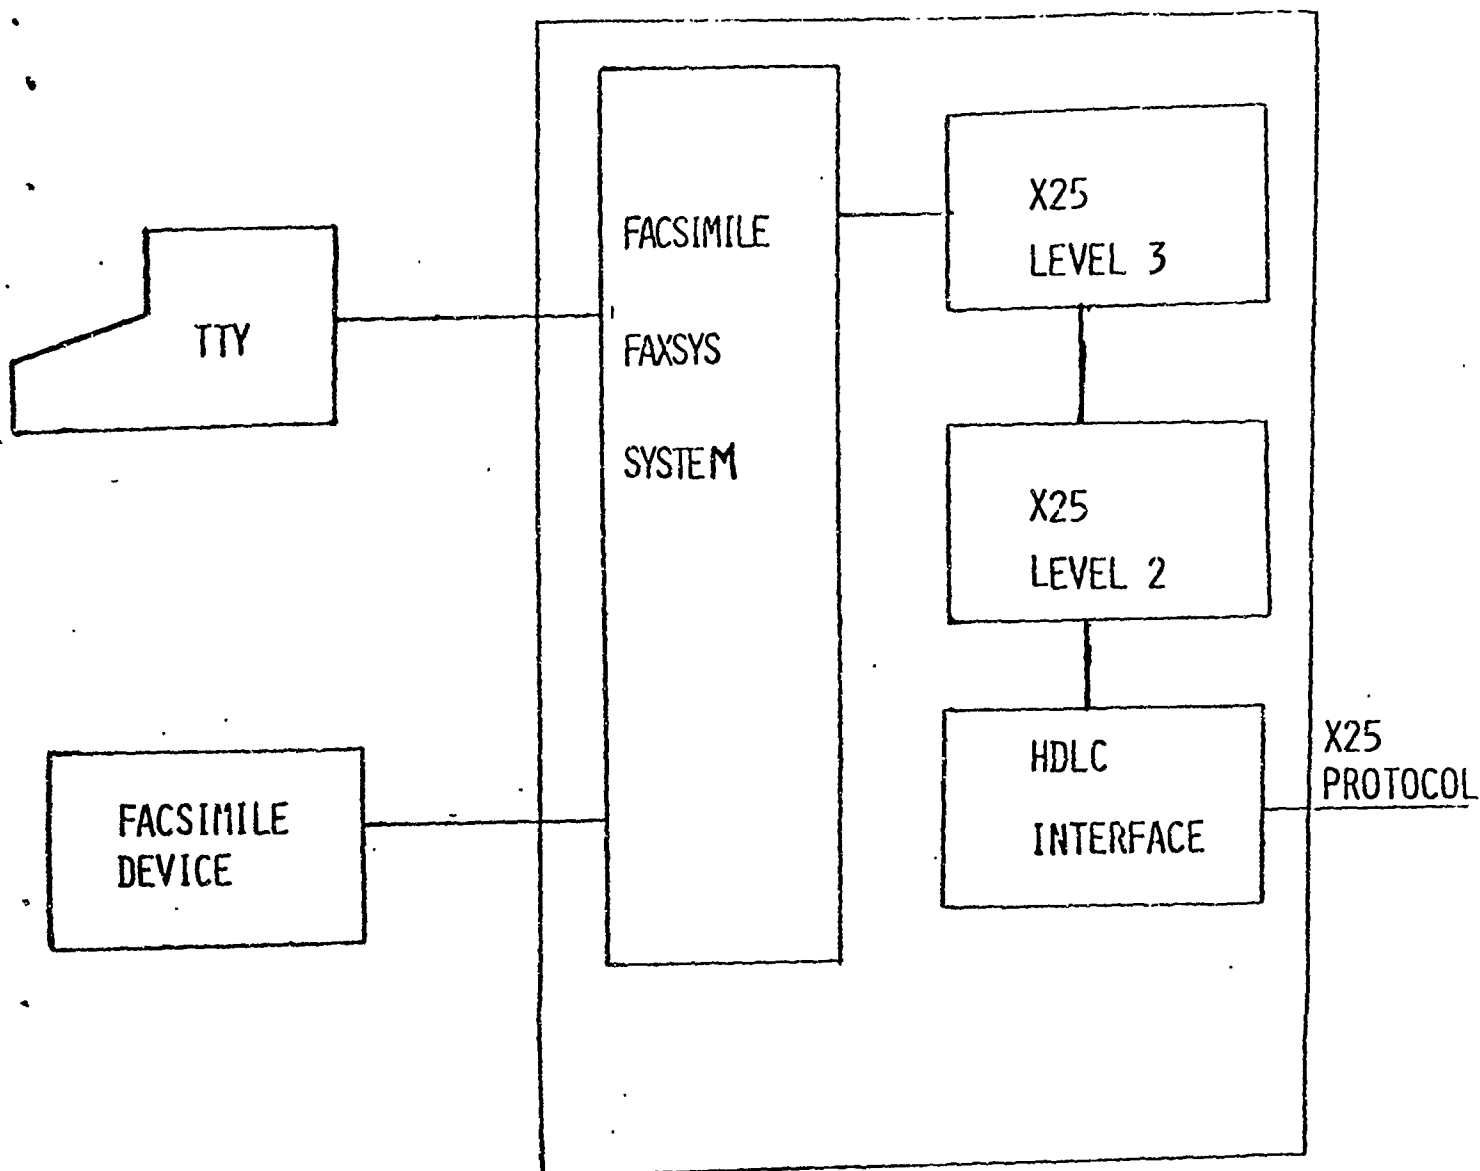 TTY
FACSIMILE
DEVICE
FACSIMILE
FAXSYS
SYSTEM
X25
LEVEL 3
X25
LEVEL 2
HDLC
INTERFACE
X25
PROTOCOL